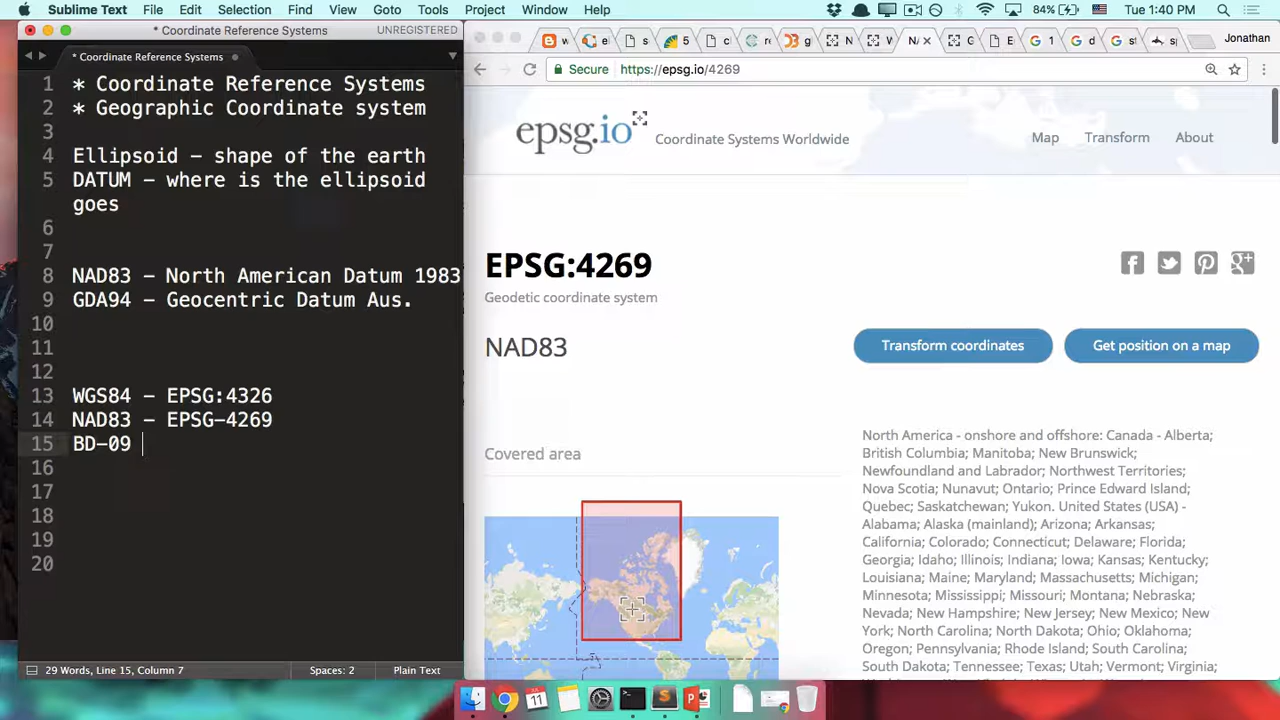 Sublime Text File Edit Selection Find View Goto Tools Project Window Help 84% Tue 1:40 PM
* Coordinate Reference Systems UNREGISTERED
* Coordinate Reference Systems
1 * Coordinate Reference Systems
2 * Geographic Coordinate system
3
4 Ellipsoid – shape of the earth
5 DATUM – where is the ellipsoid
goes
6
7
8 NAD83 – North American Datum 1983
9 GDA94 – Geocentric Datum Aus.
10
11
12
13 WGS84 – EPSG:4326
14 NAD83 – EPSG-4269
15 BD-09
16
17
18
19
20
29 Words, Line 15, Column 7 Spaces: 2 Plain Text
Jonathan
Secure https://epsg.io/4269
epsg.io Coordinate Systems Worldwide Map Transform About
EPSG:4269
Geodetic coordinate system
NAD83
Transform coordinates Get position on a map
Covered area
North America - onshore and offshore: Canada - Alberta;
British Columbia; Manitoba; New Brunswick;
Newfoundland and Labrador; Northwest Territories;
Nova Scotia; Nunavut; Ontario; Prince Edward Island;
Quebec; Saskatchewan; Yukon. United States (USA) -
Alabama; Alaska (mainland); Arizona; Arkansas;
California; Colorado; Connecticut; Delaware; Florida;
Georgia; Idaho; Illinois; Indiana; Iowa; Kansas; Kentucky;
Louisiana; Maine; Maryland; Massachusetts; Michigan;
Minnesota; Mississippi; Missouri; Montana; Nebraska;
Nevada; New Hampshire; New Jersey; New Mexico; New
York; North Carolina; North Dakota; Ohio; Oklahoma;
Oregon; Pennsylvania; Rhode Island; South Carolina;
South Dakota; Tennessee; Texas; Utah; Vermont; Virginia;